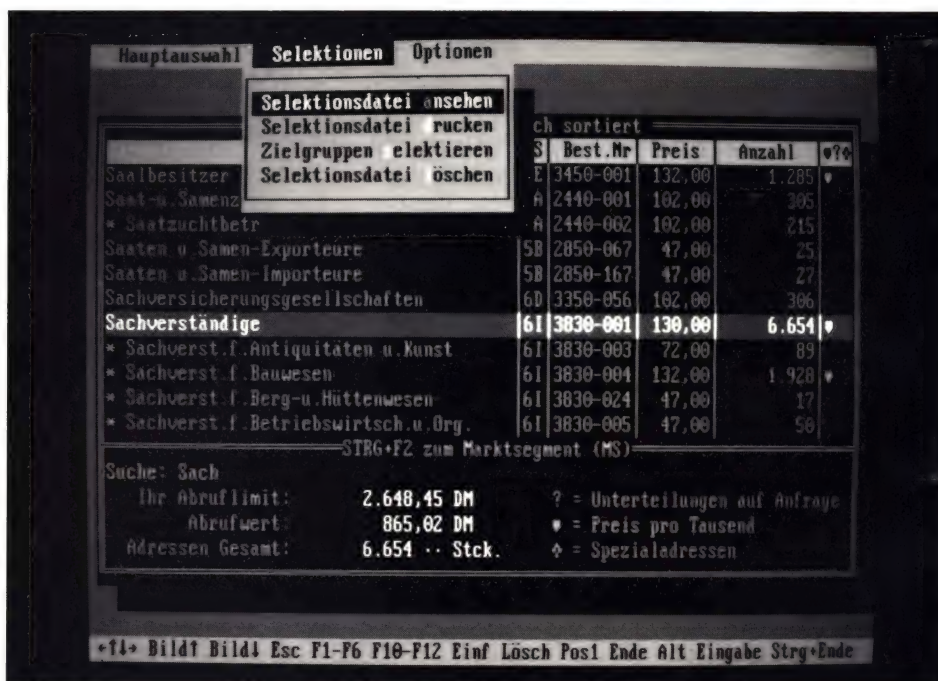 Hauptauswahl Selektionen Optionen
Selektionsdatei ansehen
Selektionsdatei rucken
Zielgruppen elektieren
Selektionsdatei öschen
ch sortiert
S Best.Nr Preis Anzahl ♥?♦
Saalbesitzer E 3450-001 132,00 1.285 ♥
Saat-u.Samenz A 2440-001 102,00 305
* Saatzuchtbetr A 2440-002 102,00 215
Saaten u.Samen-Exporteure 5B 2850-067 47,00 25
Saaten u.Samen-Importeure 5B 2850-167 47,00 27
Sachversicherungsgesellschaften 6D 3350-056 102,00 306
Sachverständige 6I 3830-001 130,00 6.654 ♥
* Sachverst.f.Antiquitäten u.Kunst 6I 3830-003 72,00 89
* Sachverst.f.Bauwesen 6I 3830-004 132,00 1.928 ♥
* Sachverst.f.Berg-u.Hüttenwesen 6I 3830-024 47,00 17
* Sachverst.f.Betriebswirtsch.u.Org. 6I 3830-005 47,00 50
STRG+F2 zum Marktsegment (MS)
Suche: Sach
Ihr Abruflimit: 2.648,45 DM ? = Unterteilungen auf Anfrage
Abrufwert: 865,02 DM ♥ = Preis pro Tausend
Adressen Gesamt: 6.654 ·· Stck. ♦ = Spezialadressen
←↑↓→ Bild↑ Bild↓ Esc F1-F6 F10-F12 Einf Lösch Pos1 Ende Alt Eingabe Strg+Ende